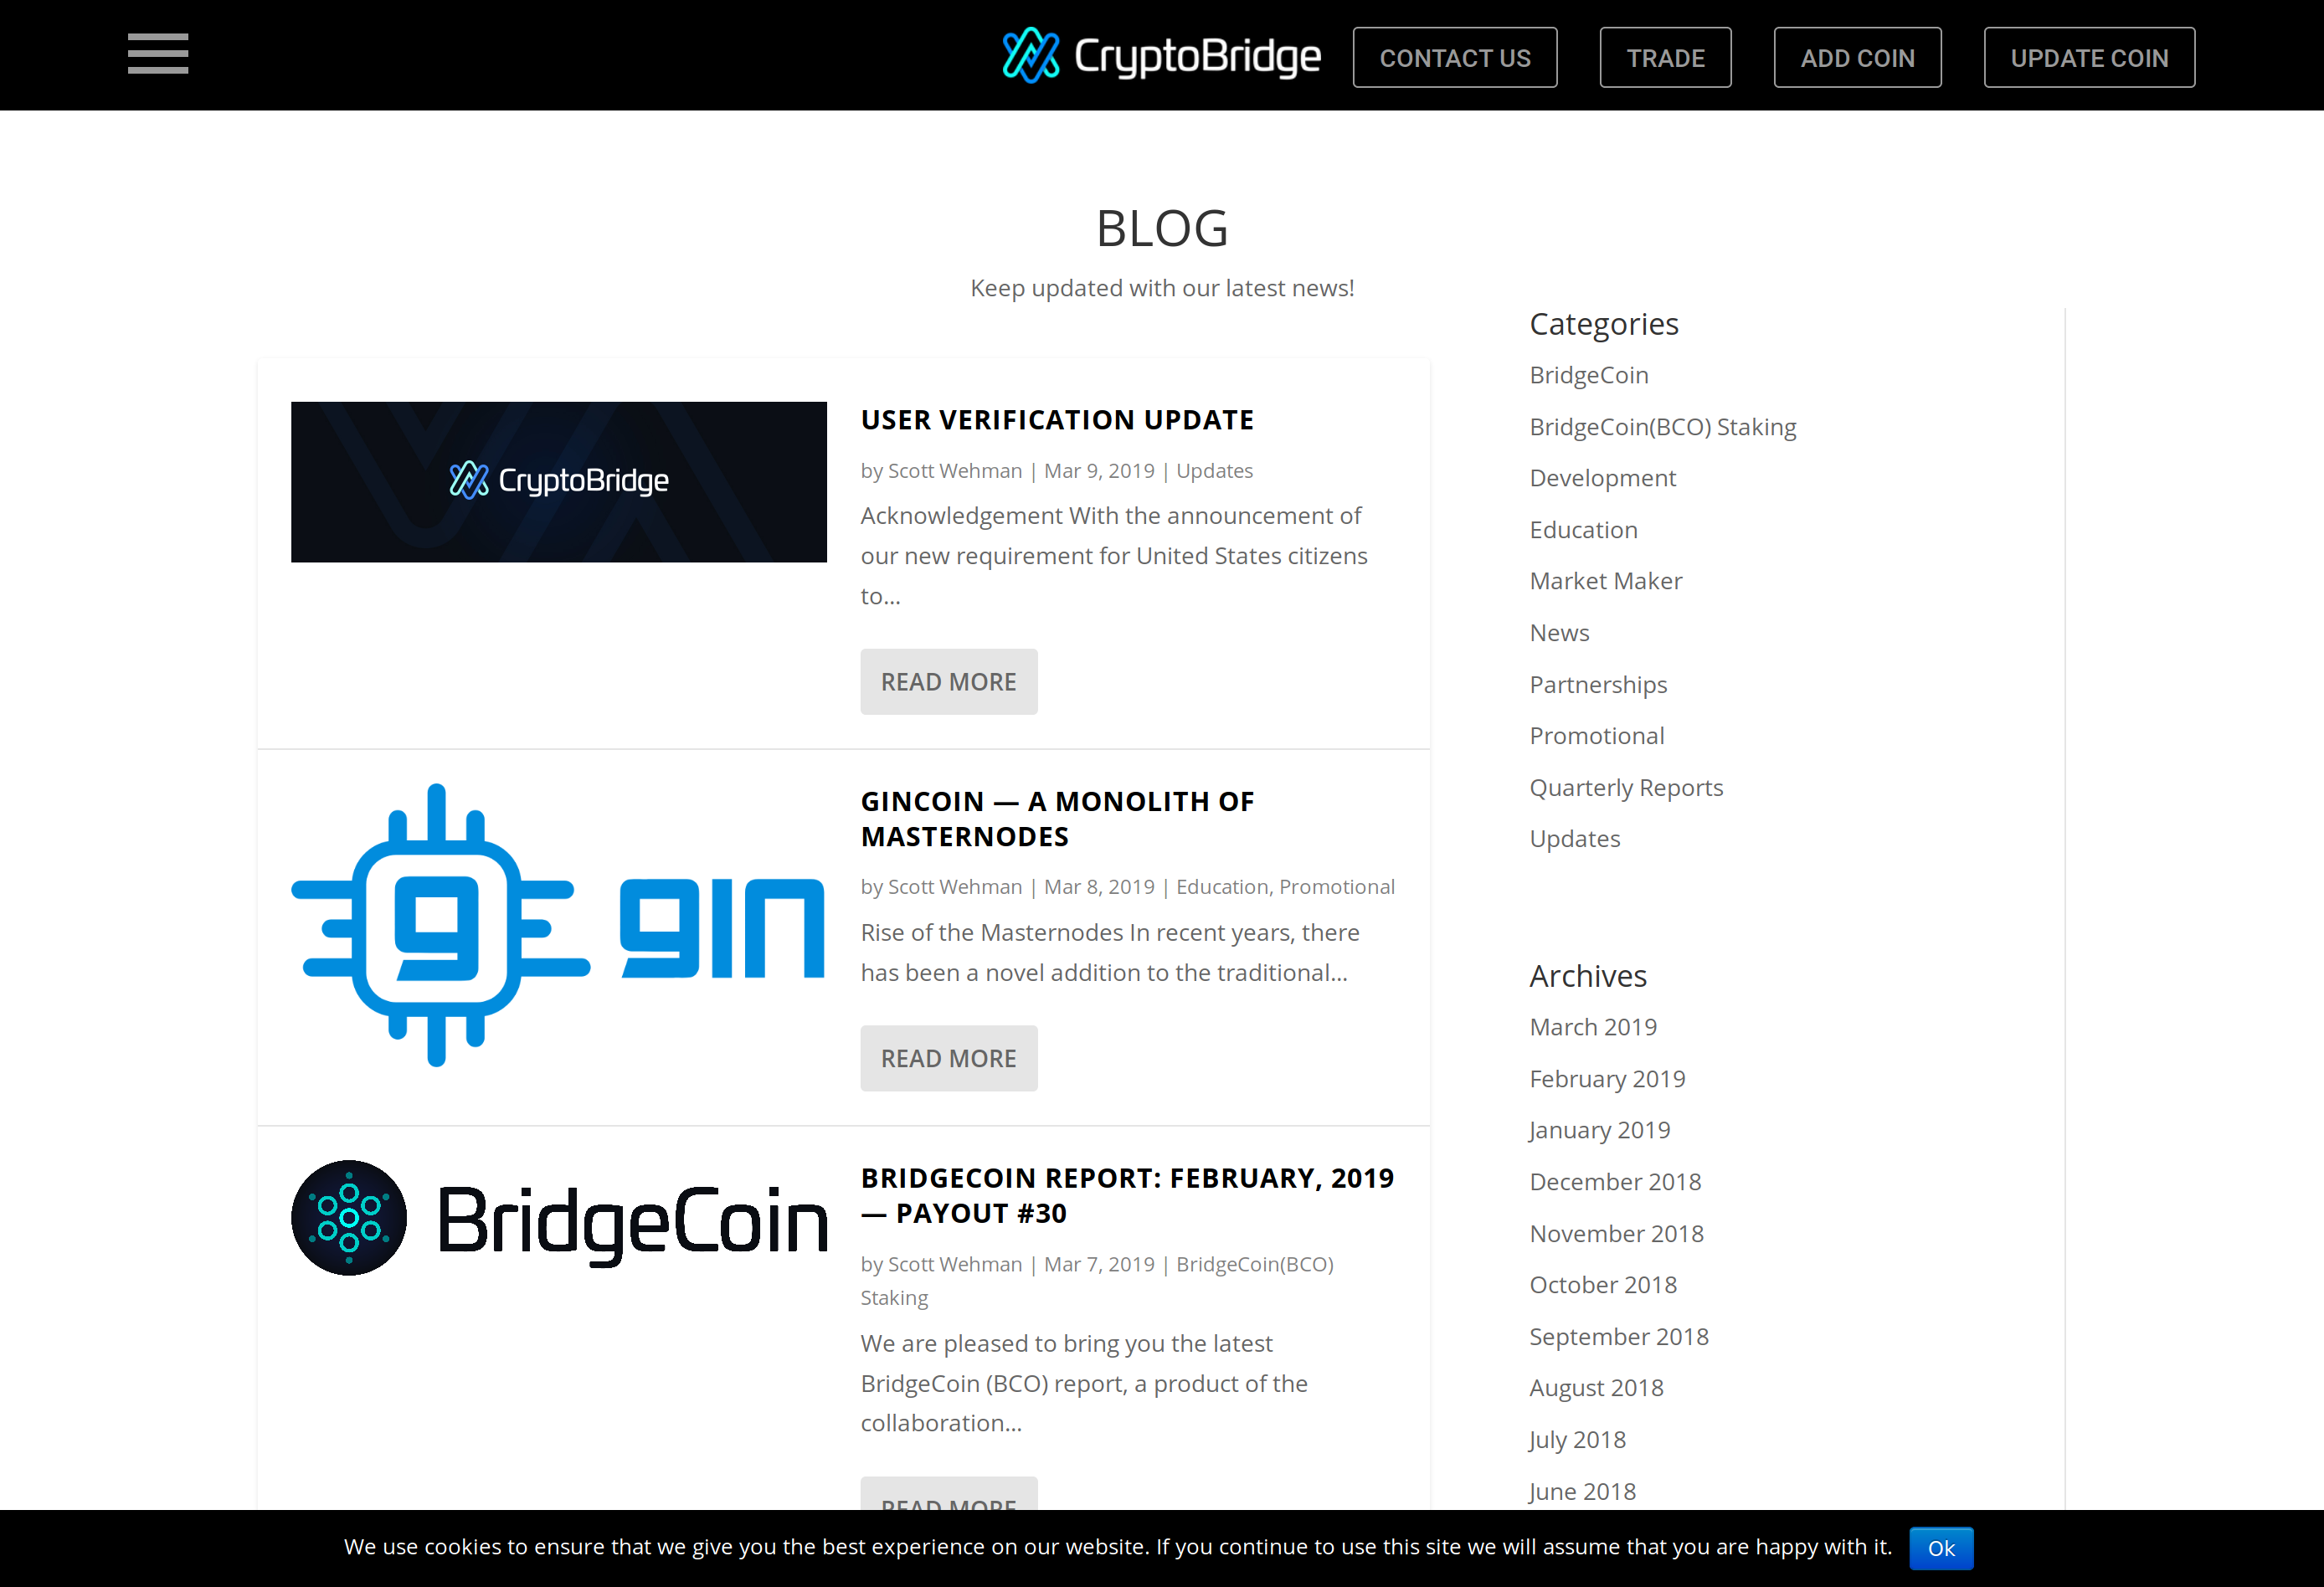 CryptoBridge
CONTACT US
TRADE
ADD COIN
UPDATE COIN
BLOG
Keep updated with our latest news!
CryptoBridge
USER VERIFICATION UPDATE
by Scott Wehman | Mar 9, 2019 | Updates
Acknowledgement With the announcement of
our new requirement for United States citizens
to...
READ MORE
gin
GINCOIN — A MONOLITH OF
MASTERNODES
by Scott Wehman | Mar 8, 2019 | Education, Promotional
Rise of the Masternodes In recent years, there
has been a novel addition to the traditional...
READ MORE
BridgeCoin
BRIDGECOIN REPORT: FEBRUARY, 2019
— PAYOUT #30
by Scott Wehman | Mar 7, 2019 | BridgeCoin(BCO)
Staking
We are pleased to bring you the latest
BridgeCoin (BCO) report, a product of the
collaboration...
READ MORE
Categories
BridgeCoin
BridgeCoin(BCO) Staking
Development
Education
Market Maker
News
Partnerships
Promotional
Quarterly Reports
Updates
Archives
March 2019
February 2019
January 2019
December 2018
November 2018
October 2018
September 2018
August 2018
July 2018
June 2018
We use cookies to ensure that we give you the best experience on our website. If you continue to use this site we will assume that you are happy with it.
Ok